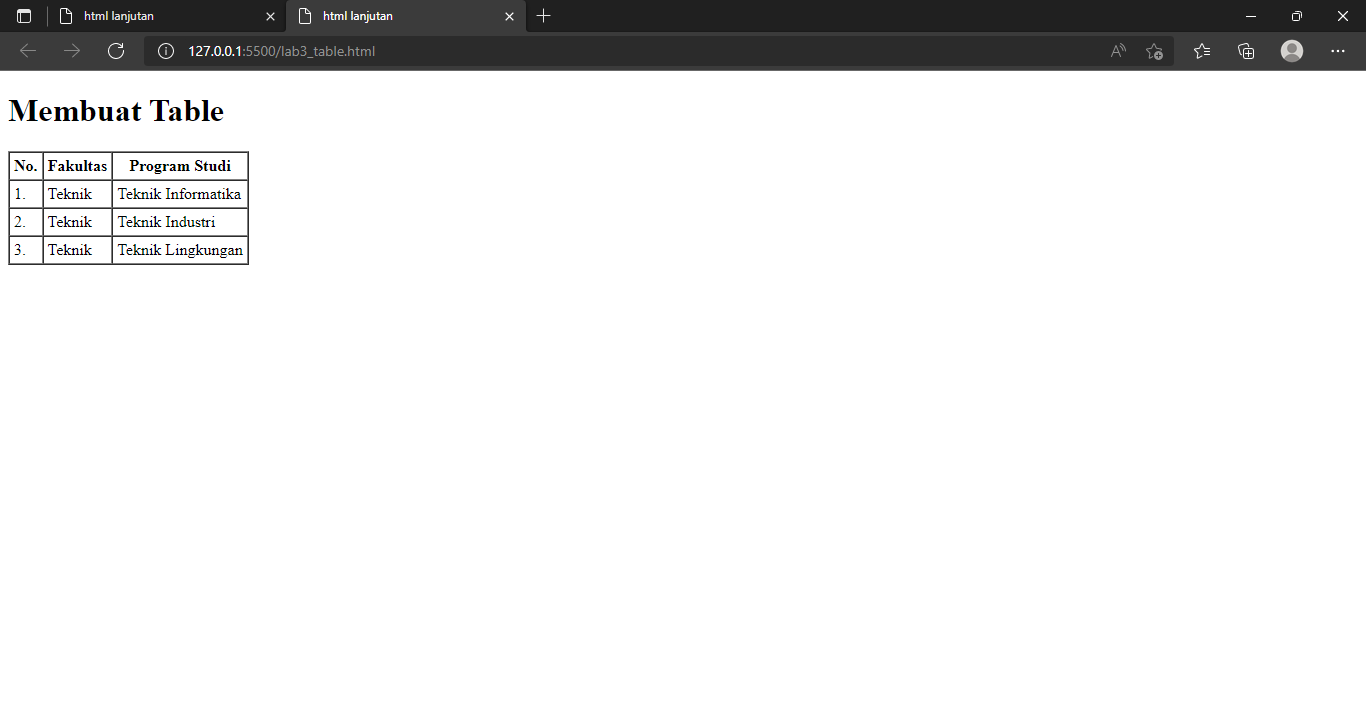 html lanjutan
html lanjutan
127.0.0.1:5500/lab3_table.html
Membuat Table
No. Fakultas Program Studi
1. Teknik Teknik Informatika
2. Teknik Teknik Industri
3. Teknik Teknik Lingkungan